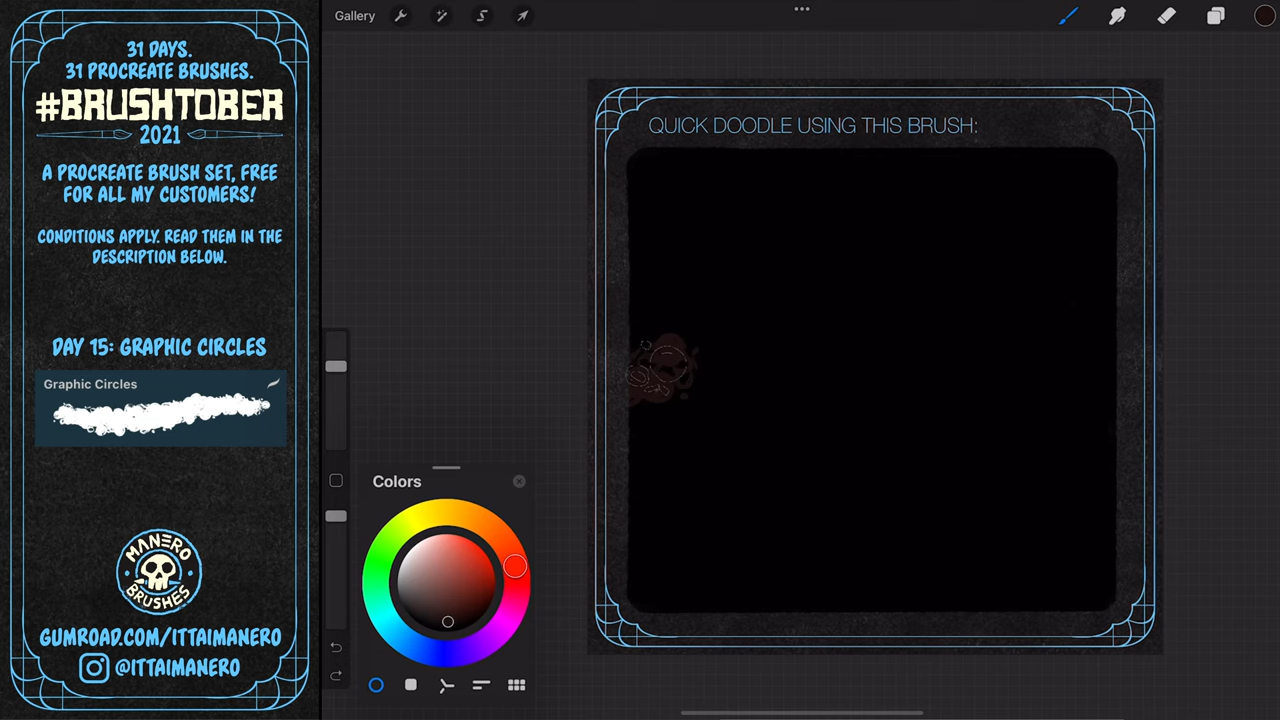 31 DAYS.
31 PROCREATE BRUSHES.
#BRUSHTOBER
2021
A PROCREATE BRUSH SET, FREE
FOR ALL MY CUSTOMERS!
CONDITIONS APPLY. READ THEM IN THE
DESCRIPTION BELOW.
DAY 15: GRAPHIC CIRCLES
Graphic Circles
MANERO
BRUSHES
GUMROAD.COM/ITTAIMANERO
@ITTAIMANERO
Gallery
QUICK DOODLE USING THIS BRUSH:
Colors